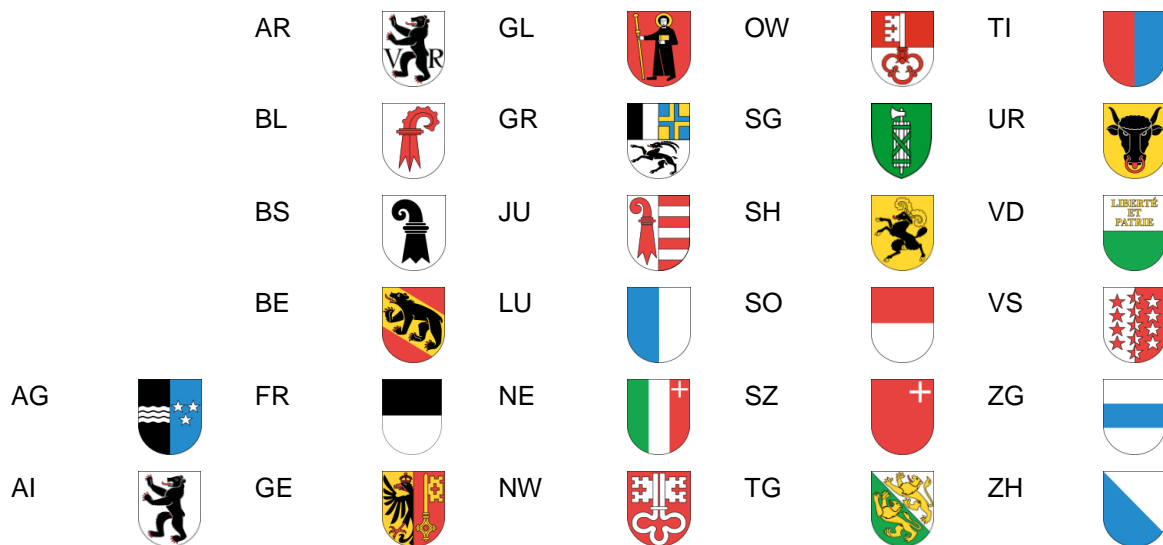 AR GL OW TI
V R
BL GR SG UR
BS JU SH VD
LIBERTÉ
ET
PATRIE
BE LU SO VS
AG FR NE SZ ZG
AI GE NW TG ZH